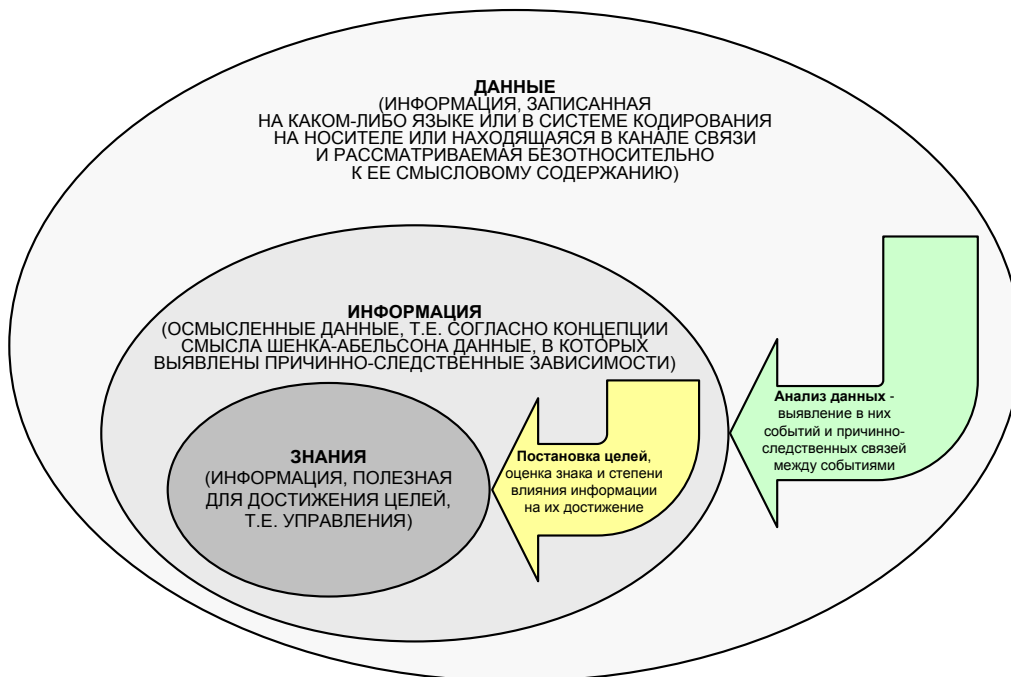 ДАННЫЕ
(ИНФОРМАЦИЯ, ЗАПИСАННАЯ
НА КАКОМ-ЛИБО ЯЗЫКЕ ИЛИ В СИСТЕМЕ КОДИРОВАНИЯ
НА НОСИТЕЛЕ ИЛИ НАХОДЯЩАЯСЯ В КАНАЛЕ СВЯЗИ
И РАССМАТРИВАЕМАЯ БЕЗОТНОСИТЕЛЬНО
К ЕЕ СМЫСЛОВОМУ СОДЕРЖАНИЮ)
ИНФОРМАЦИЯ
(ОСМЫСЛЕННЫЕ ДАННЫЕ, Т.Е. СОГЛАСНО КОНЦЕПЦИИ
СМЫСЛА ШЕНКА-АБЕЛЬСОНА ДАННЫЕ, В КОТОРЫХ
ВЫЯВЛЕНЫ ПРИЧИННО-СЛЕДСТВЕННЫЕ ЗАВИСИМОСТИ)
ЗНАНИЯ
(ИНФОРМАЦИЯ, ПОЛЕЗНАЯ
ДЛЯ ДОСТИЖЕНИЯ ЦЕЛЕЙ,
Т.Е. УПРАВЛЕНИЯ)
Постановка целей,
оценка знака и степени
влияния информации
на их достижение
Анализ данных -
выявление в них
событий и причинно-
следственных связей
между событиями